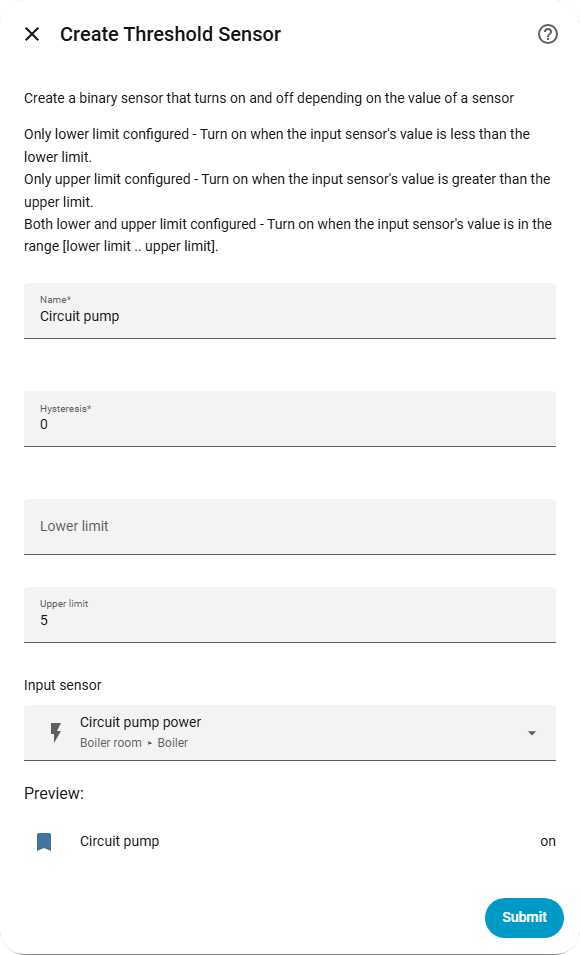 Create Threshold Sensor
Create a binary sensor that turns on and off depending on the value of a sensor
Only lower limit configured - Turn on when the input sensor's value is less than the
lower limit.
Only upper limit configured - Turn on when the input sensor's value is greater than the
upper limit.
Both lower and upper limit configured - Turn on when the input sensor's value is in the
range [lower limit .. upper limit].
Name*
Circuit pump
Hysteresis*
0
Lower limit
Upper limit
5
Input sensor
Circuit pump power
Boiler room ▸ Boiler
Preview:
Circuit pump on
Submit